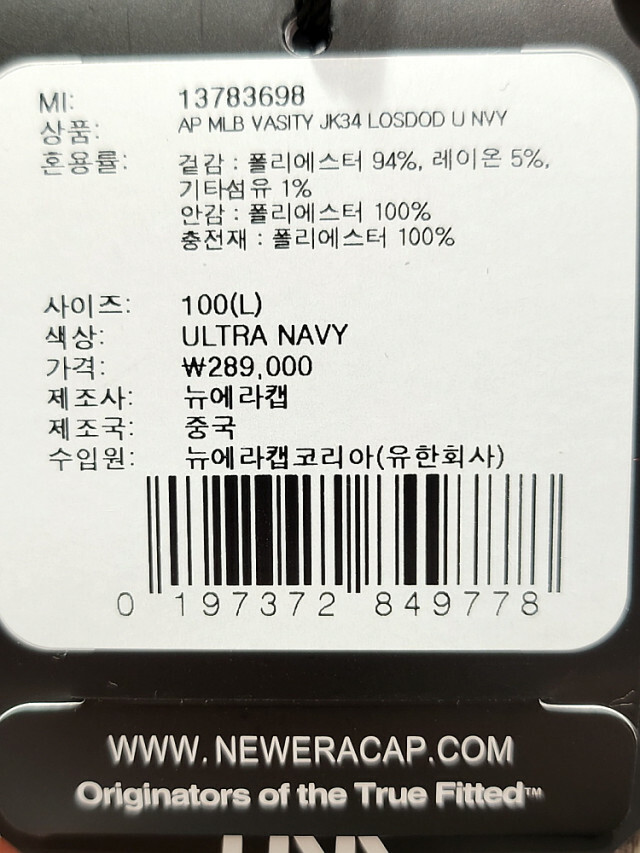 MI: 13783698
상품: AP MLB VASITY JK34 LOSDOD U NVY
혼용률: 겉감 : 폴리에스터 94%, 레이온 5%,
기타섬유 1%
안감 : 폴리에스터 100%
충전재 : 폴리에스터 100%
사이즈: 100(L)
색상: ULTRA NAVY
가격: ₩289,000
제조사: 뉴에라캡
제조국: 중국
수입원: 뉴에라캡코리아(유한회사)
0 197372 849778
WWW.NEWERACAP.COM
Originators of the True Fitted™